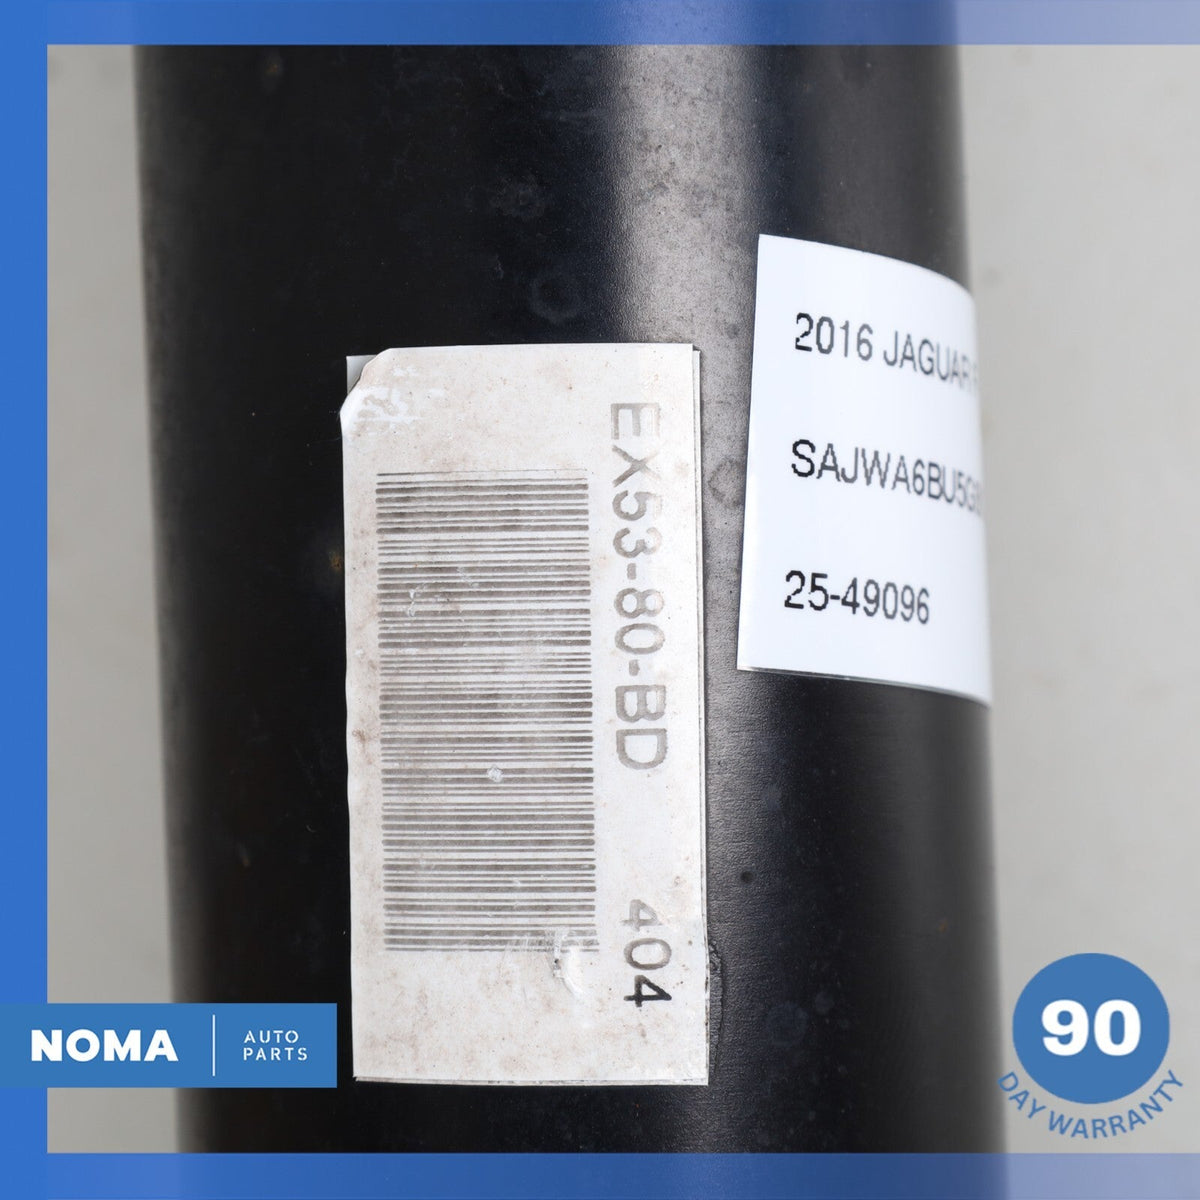 2016 JAGUAR
SAJWA6BU5G
25-49096
EX53-80-BD 404
NOMA
AUTO
PARTS
90
DAY WARRANTY